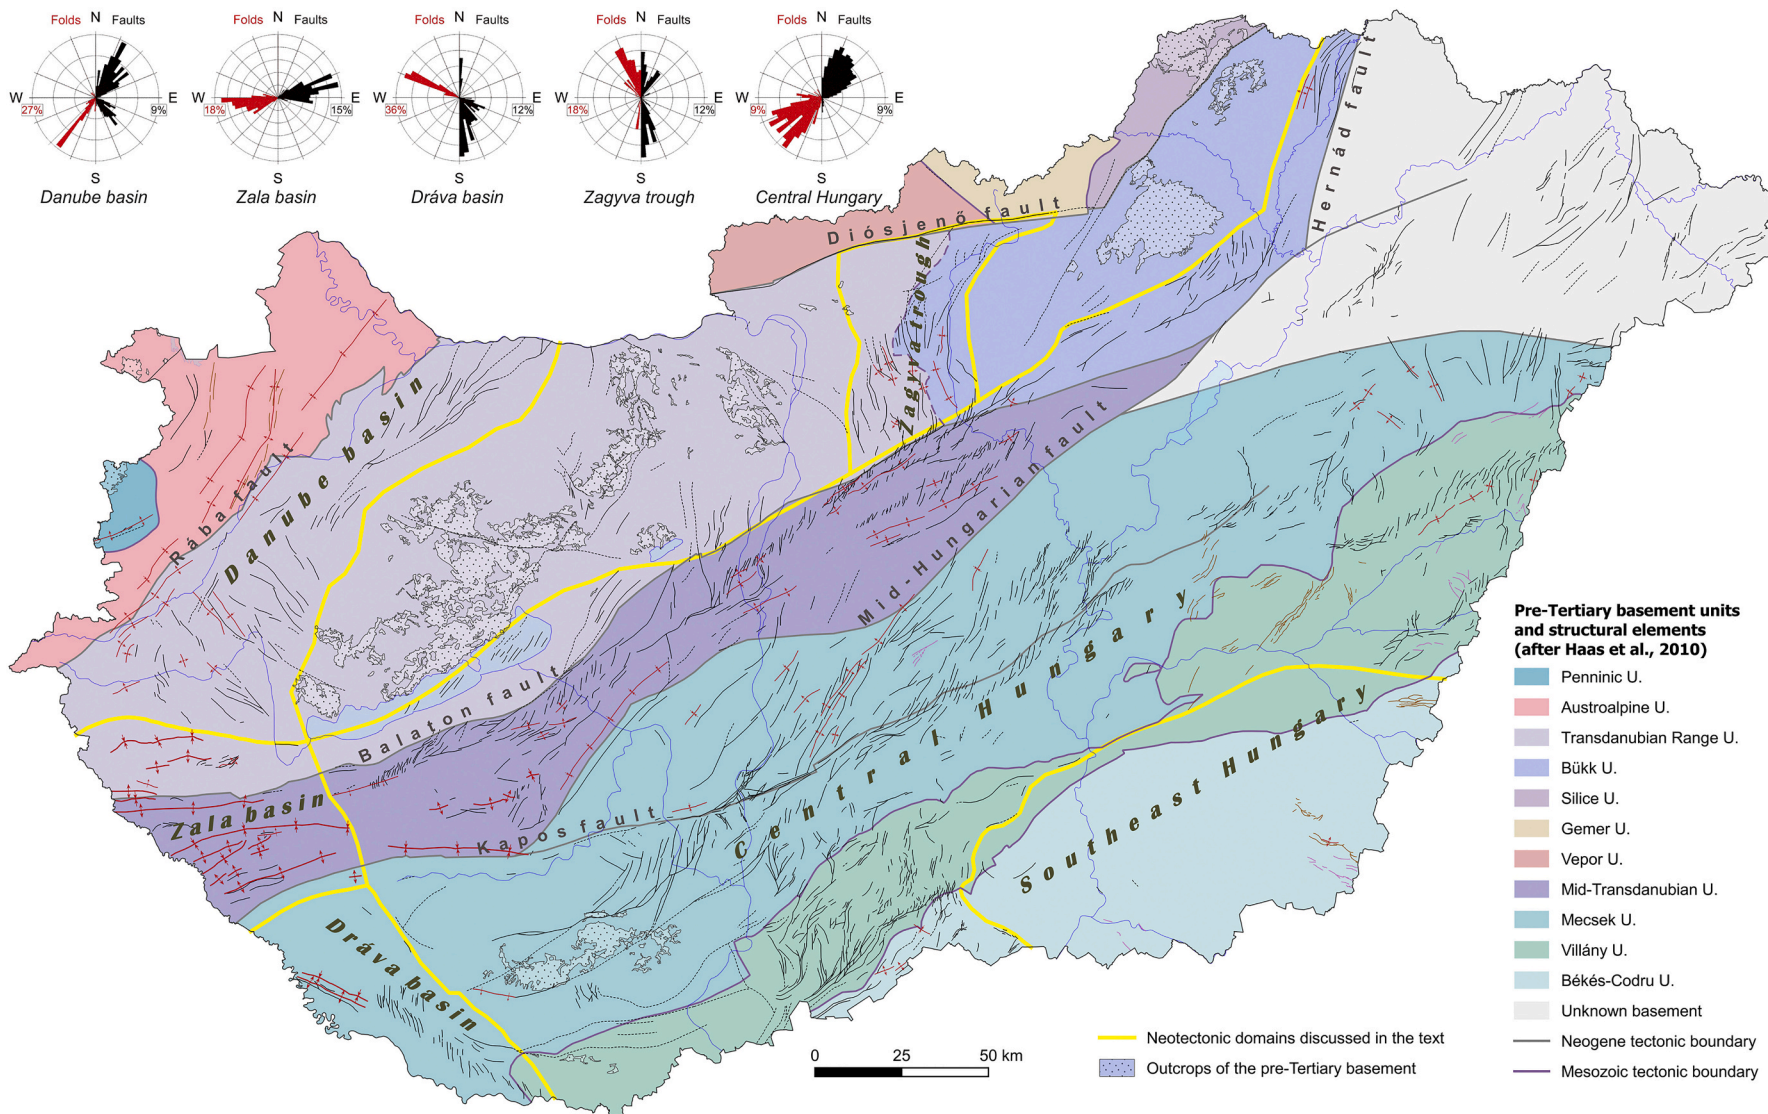 Folds N Faults
W E
27% 9%
S
Danube basin
Folds N Faults
W E
18% 15%
S
Zala basin
Folds N Faults
W E
36% 12%
S
Dráva basin
Folds N Faults
W E
18% 12%
S
Zagyva trough
Folds N Faults
W E
9% 9%
S
Central Hungary
Hernád fault
Diósjenő fault
Zagyva trough
Rába fault
Danube basin
Mid-Hungarian fault
Balaton fault
Zala basin
Kapos fault
Central Hungary
Southeast Hungary
Dráva basin
Pre-Tertiary basement units
and structural elements
(after Haas et al., 2010)
Penninic U.
Austroalpine U.
Transdanubian Range U.
Bükk U.
Silice U.
Gemer U.
Vepor U.
Mid-Transdanubian U.
Mecsek U.
Villány U.
Békés-Codru U.
Unknown basement
Neogene tectonic boundary
Mesozoic tectonic boundary
Neotectonic domains discussed in the text
Outcrops of the pre-Tertiary basement
0 25 50 km